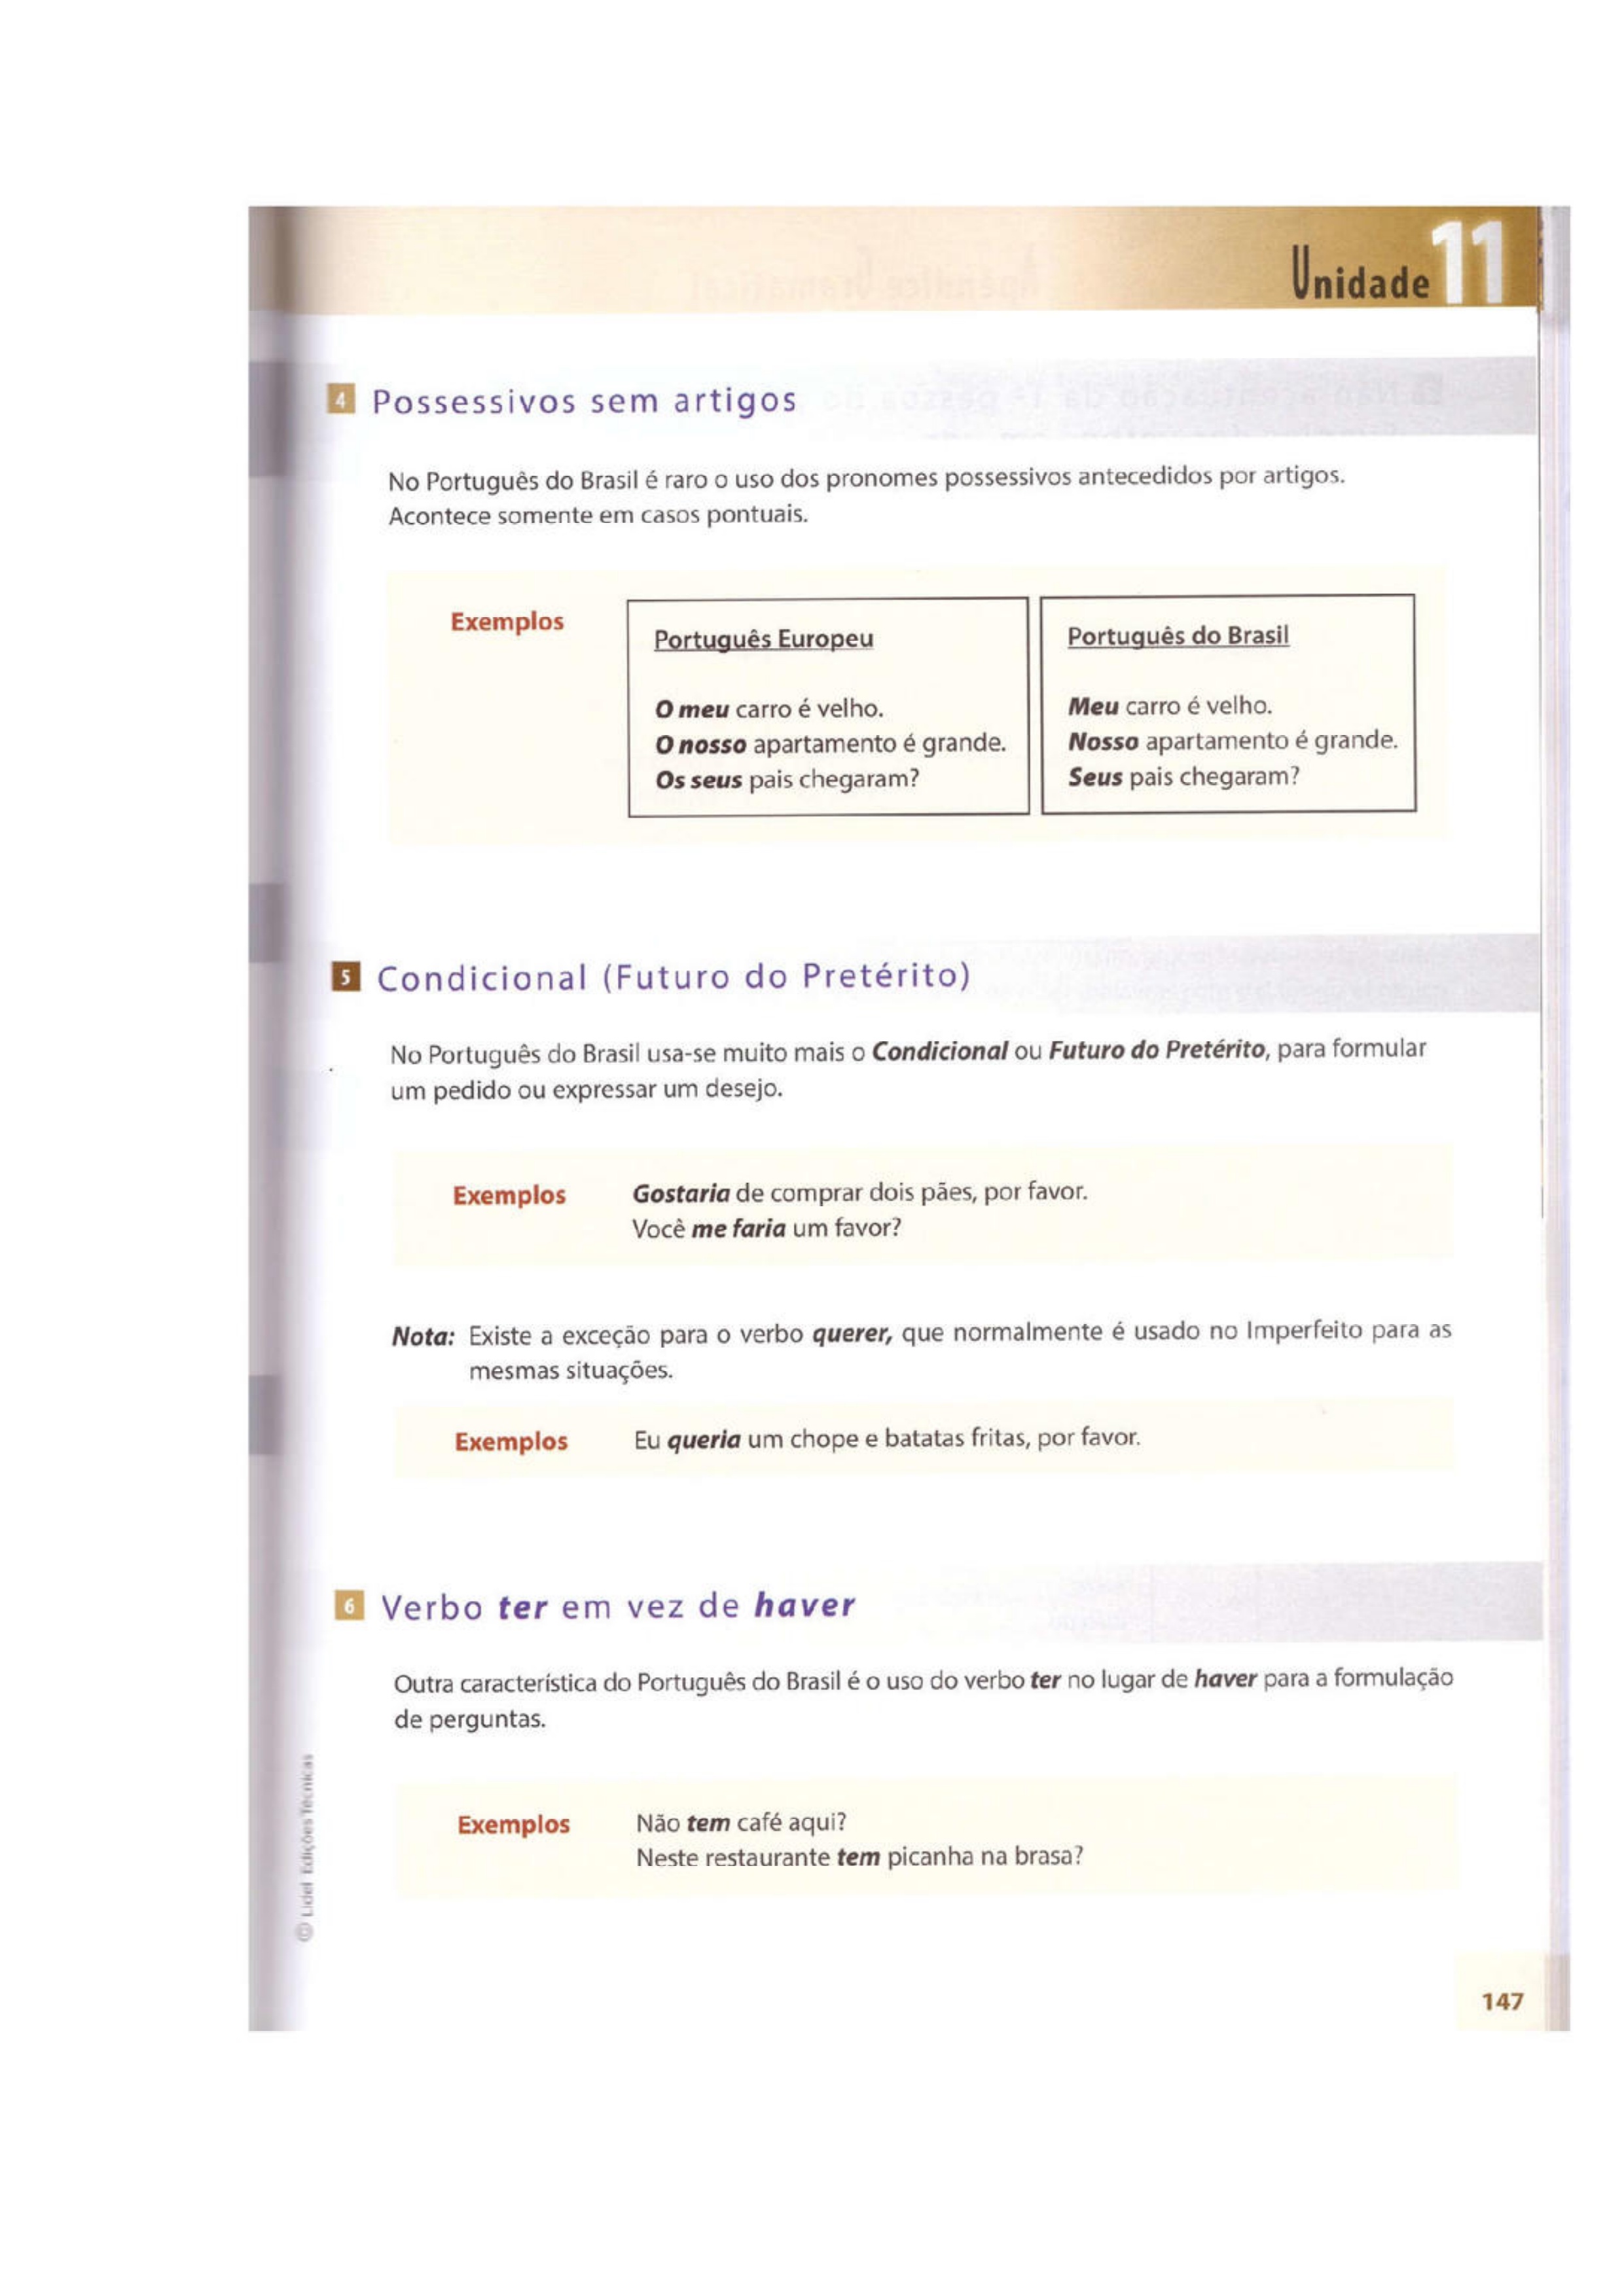 Unidade 11
4 Possessivos sem artigos
No Português do Brasil é raro o uso dos pronomes possessivos antecedidos por artigos.
Acontece somente em casos pontuais.
Exemplos
Português Europeu
O meu carro é velho.
O nosso apartamento é grande.
Os seus pais chegaram?
Português do Brasil
Meu carro é velho.
Nosso apartamento é grande.
Seus pais chegaram?
5 Condicional (Futuro do Pretérito)
No Português do Brasil usa-se muito mais o Condicional ou Futuro do Pretérito, para formular
um pedido ou expressar um desejo.
Exemplos
Gostaria de comprar dois pães, por favor.
Você me faria um favor?
Nota: Existe a exceção para o verbo querer, que normalmente é usado no Imperfeito para as
mesmas situações.
Exemplos
Eu queria um chope e batatas fritas, por favor.
6 Verbo ter em vez de haver
Outra característica do Português do Brasil é o uso do verbo ter no lugar de haver para a formulação
de perguntas.
Exemplos
Não tem café aqui?
Neste restaurante tem picanha na brasa?
© Lidel Edições Técnicas
147